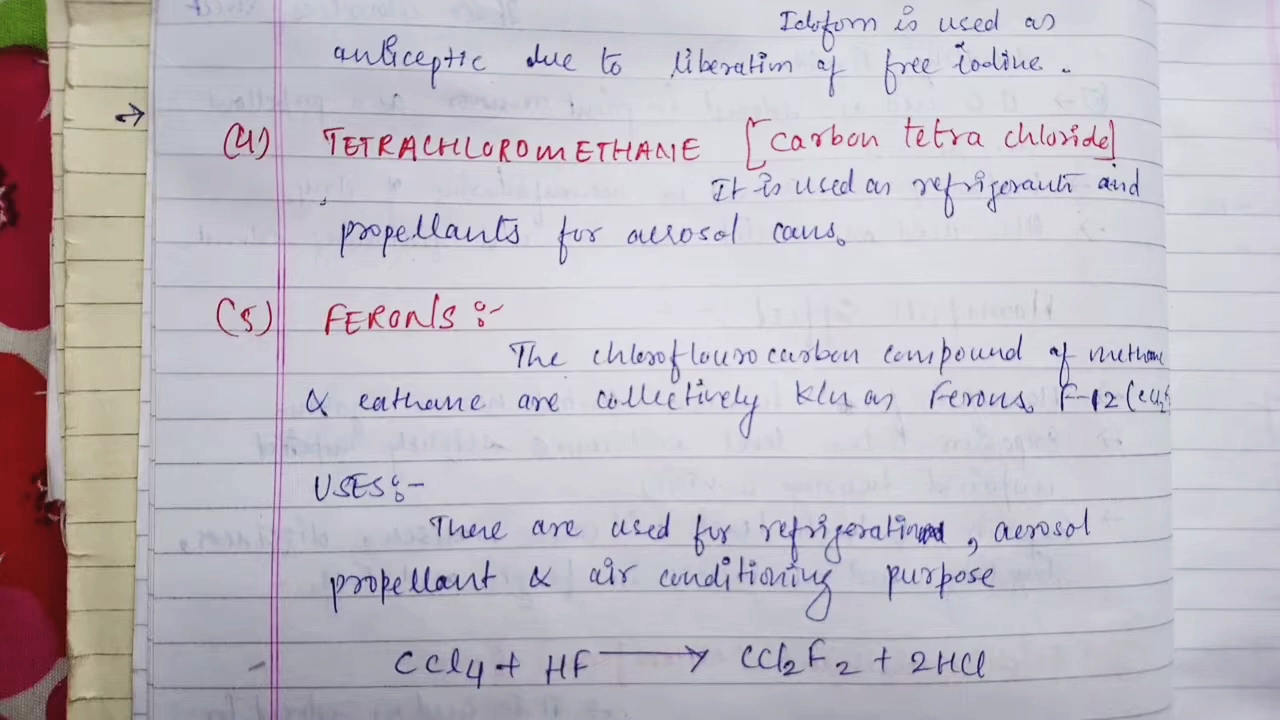 Idoform is used as
anticeptic due to liberation of free iodine.
(4) TETRACHLOROMETHANE [carbon tetra chloride]
It is used as refrigerants and
propellants for aerosol cans.
(5) FERONS :-
The chloroflourocarbon compound of methane
& eathane are collectively Kln as Ferons. F-12 (
USES :-
There are used for refrigeration, aerosol
propellant & air conditioning purpose
CCl4 + HF → CCl2F2 + 2HCl